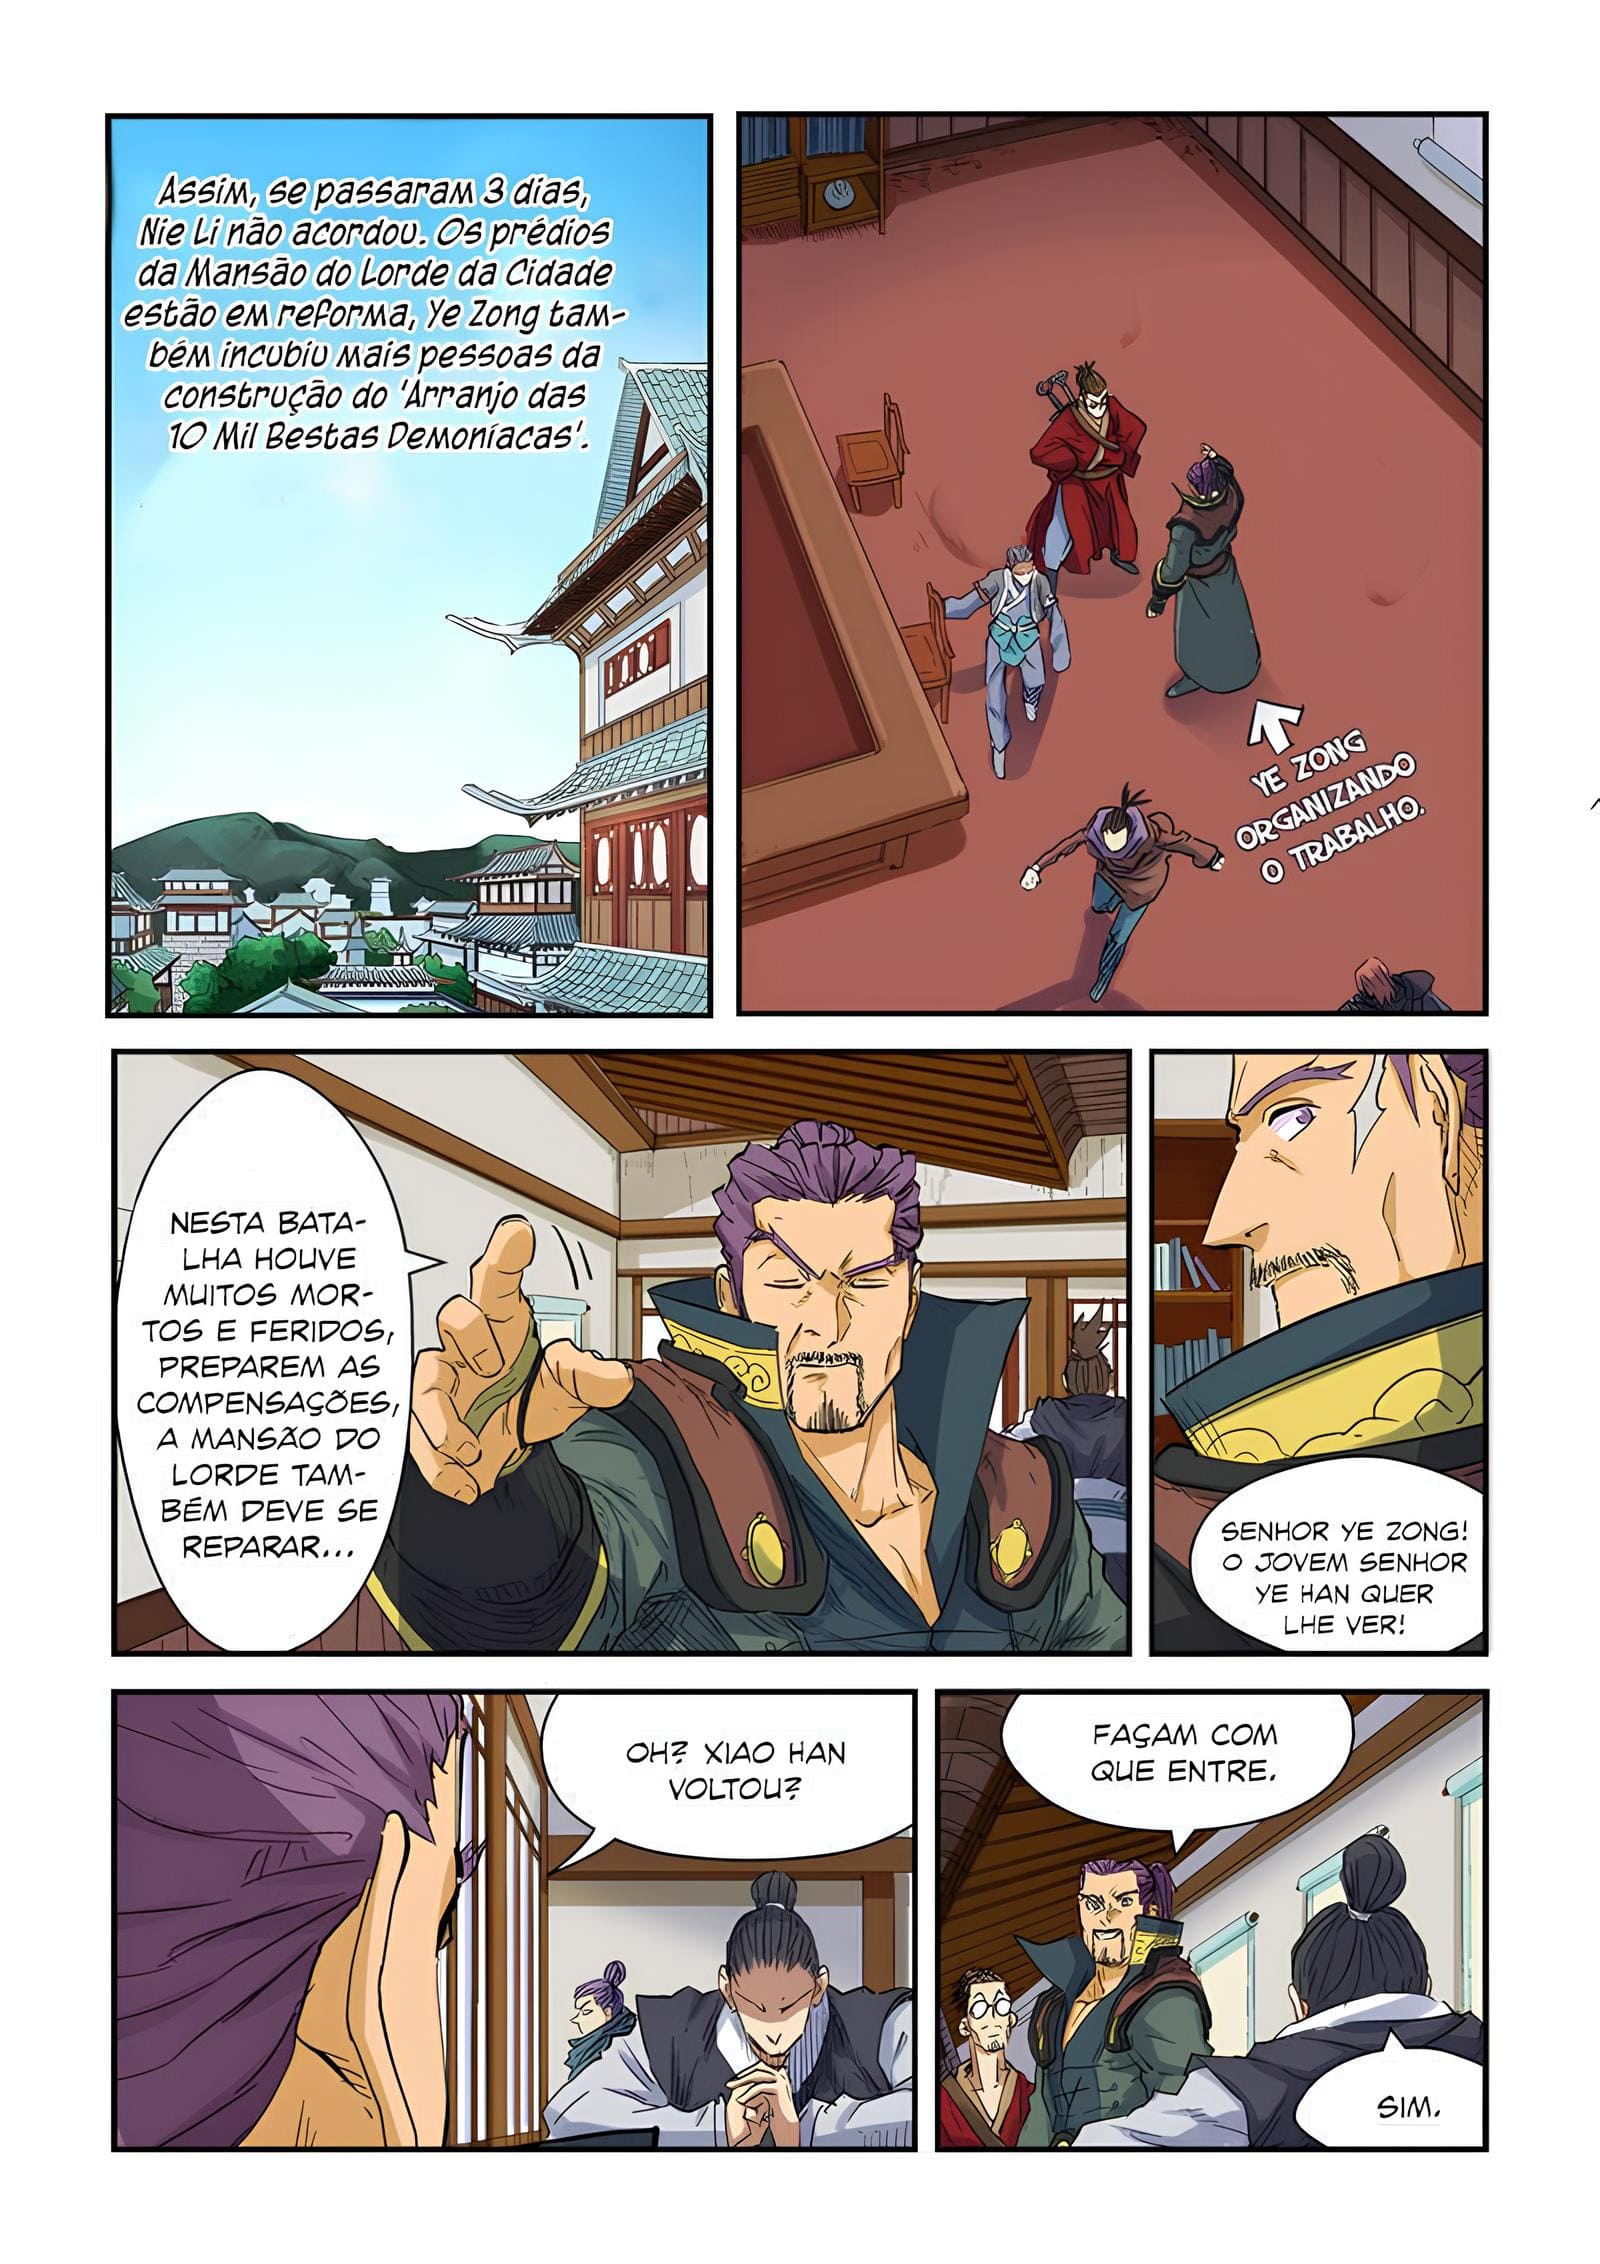 Assim, se passaram 3 dias,
Nie Li não acordou. Os prédios
da Mansão do Lorde da Cidade
estão em reforma, Ye Zong tam-
bém incubiu mais pessoas da
construção do 'Arranjo das
10 Mil Bestas Demoníacas'.
YE ZONG
ORGANIZANDO
O TRABALHO.
NESTA BATA-
LHA HOUVE
MUITOS MOR-
TOS E FERIDOS,
PREPAREM AS
COMPENSAÇÕES,
A MANSÃO DO
LORDE TAM-
BÉM DEVE SE
REPARAR...
SENHOR YE ZONG!
O JOVEM SENHOR
YE HAN QUER
LHE VER!
OH? XIAO HAN
VOLTOU?
FAÇAM COM
QUE ENTRE.
SIM.